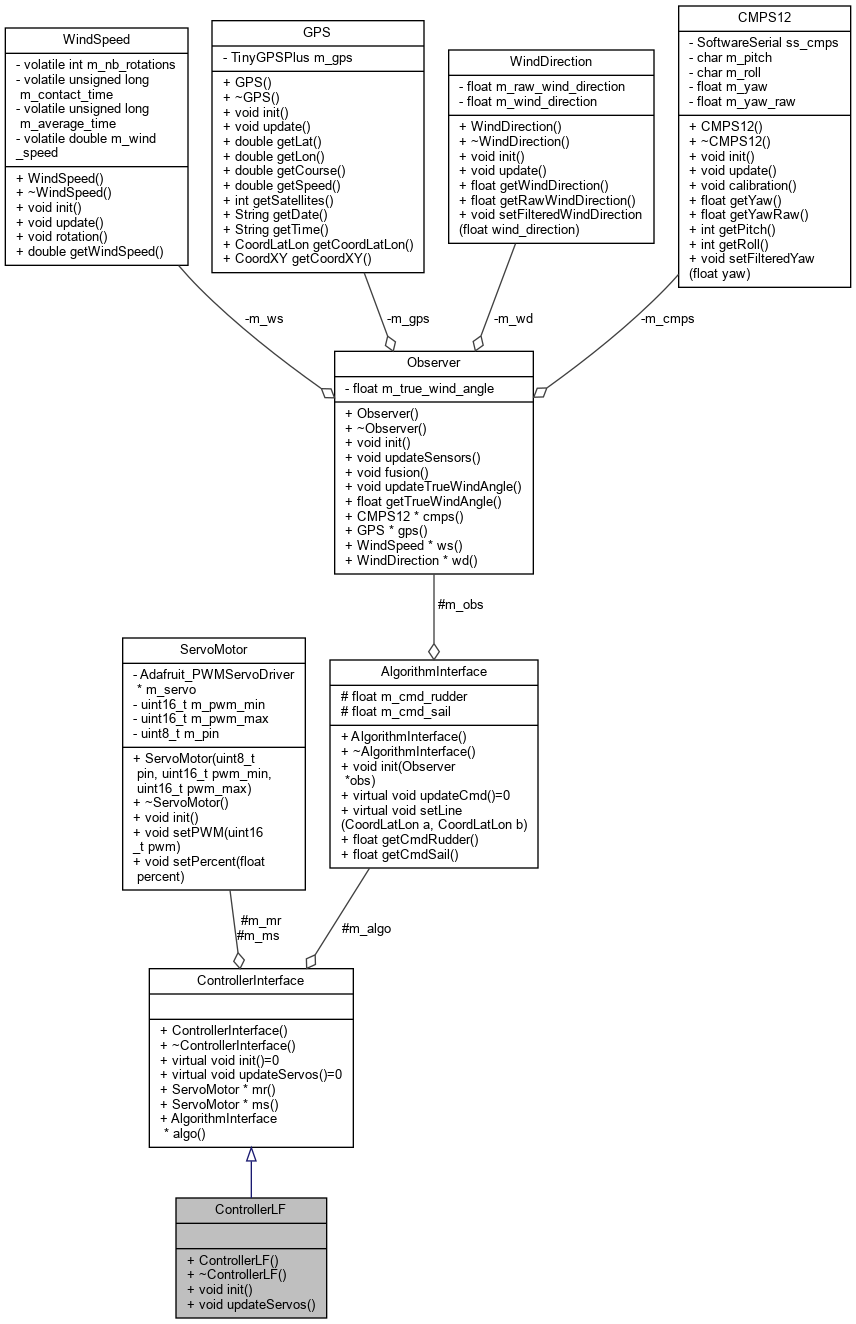 WindSpeed
- volatile int m_nb_rotations
- volatile unsigned long
m_contact_time
- volatile unsigned long
m_average_time
- volatile double m_wind
_speed
+ WindSpeed()
+ ~WindSpeed()
+ void init()
+ void update()
+ void rotation()
+ double getWindSpeed()
GPS
- TinyGPSPlus m_gps
+ GPS()
+ ~GPS()
+ void init()
+ void update()
+ double getLat()
+ double getLon()
+ double getCourse()
+ double getSpeed()
+ int getSatellites()
+ String getDate()
+ String getTime()
+ CoordLatLon getCoordLatLon()
+ CoordXY getCoordXY()
WindDirection
- float m_raw_wind_direction
- float m_wind_direction
+ WindDirection()
+ ~WindDirection()
+ void init()
+ void update()
+ float getWindDirection()
+ float getRawWindDirection()
+ void setFilteredWindDirection
(float wind_direction)
CMPS12
- SoftwareSerial ss_cmps
- char m_pitch
- char m_roll
- float m_yaw
- float m_yaw_raw
+ CMPS12()
+ ~CMPS12()
+ void init()
+ void update()
+ void calibration()
+ float getYaw()
+ float getYawRaw()
+ int getPitch()
+ int getRoll()
+ void setFilteredYaw
(float yaw)
-m_ws
-m_gps
-m_wd
-m_cmps
Observer
- float m_true_wind_angle
+ Observer()
+ ~Observer()
+ void init()
+ void updateSensors()
+ void fusion()
+ void updateTrueWindAngle()
+ float getTrueWindAngle()
+ CMPS12 * cmps()
+ GPS * gps()
+ WindSpeed * ws()
+ WindDirection * wd()
#m_obs
ServoMotor
- Adafruit_PWMServoDriver
* m_servo
- uint16_t m_pwm_min
- uint16_t m_pwm_max
- uint8_t m_pin
+ ServoMotor(uint8_t
pin, uint16_t pwm_min,
uint16_t pwm_max)
+ ~ServoMotor()
+ void init()
+ void setPWM(uint16
_t pwm)
+ void setPercent(float
percent)
AlgorithmInterface
# float m_cmd_rudder
# float m_cmd_sail
+ AlgorithmInterface()
+ ~AlgorithmInterface()
+ void init(Observer
*obs)
+ virtual void updateCmd()=0
+ virtual void setLine
(CoordLatLon a, CoordLatLon b)
+ float getCmdRudder()
+ float getCmdSail()
#m_mr
#m_ms
#m_algo
ControllerInterface
+ ControllerInterface()
+ ~ControllerInterface()
+ virtual void init()=0
+ virtual void updateServos()=0
+ ServoMotor * mr()
+ ServoMotor * ms()
+ AlgorithmInterface
* algo()
ControllerLF
+ ControllerLF()
+ ~ControllerLF()
+ void init()
+ void updateServos()